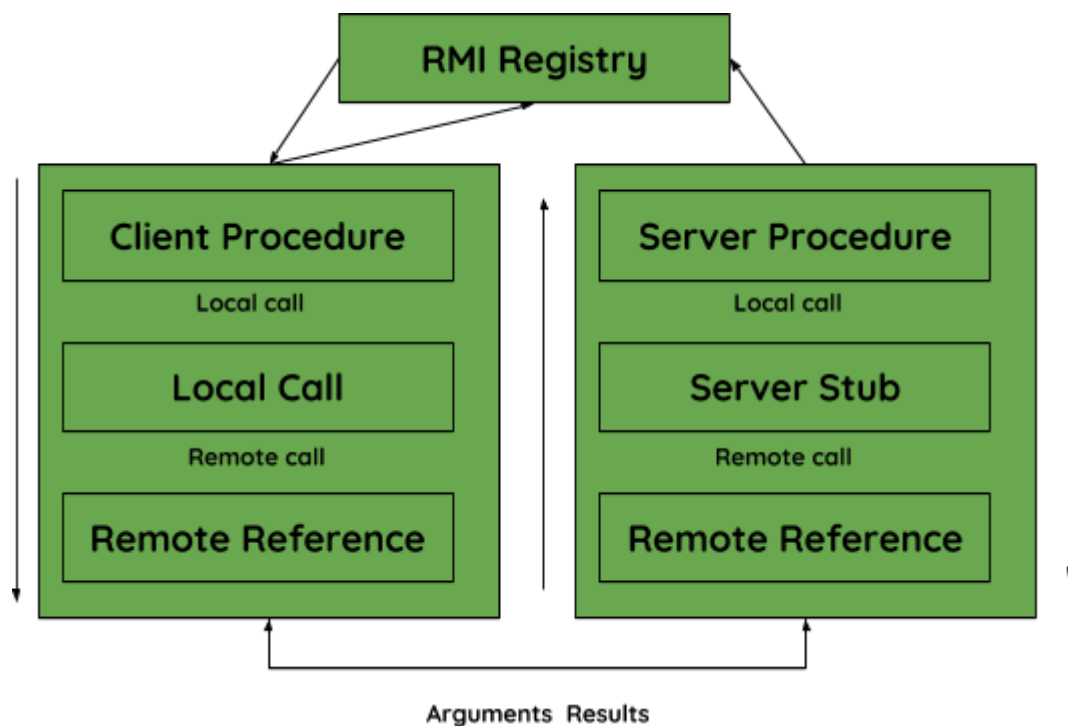 RMI Registry
Client Procedure
Local call
Local Call
Remote call
Remote Reference
Server Procedure
Local call
Server Stub
Remote call
Remote Reference
Arguments Results